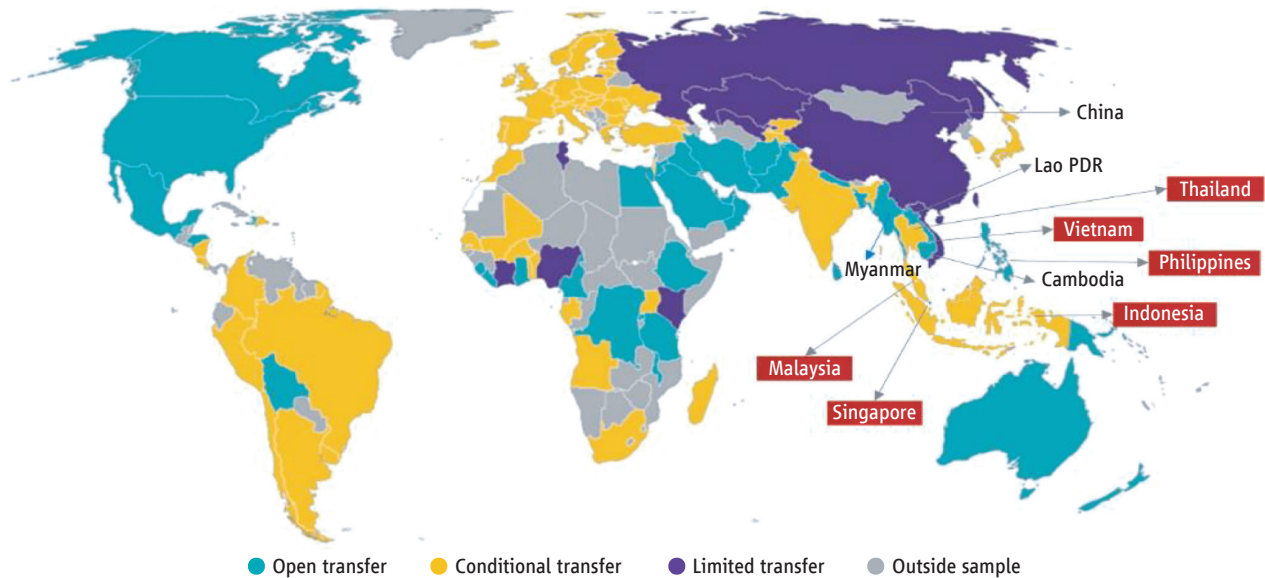 China
Lao PDR
Thailand
Vietnam
Philippines
Myanmar
Cambodia
Indonesia
Malaysia
Singapore
Open transfer
Conditional transfer
Limited transfer
Outside sample